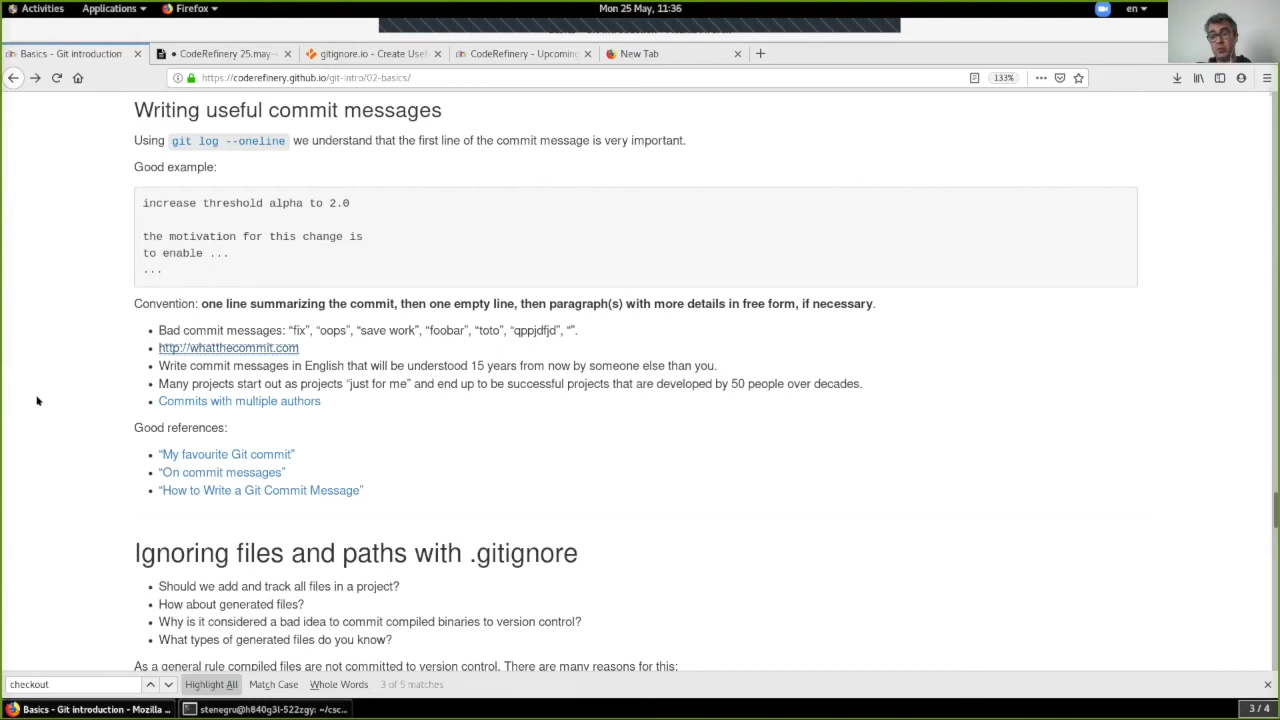 Activities Applications Firefox Mon 25 May, 11:36 en
Basics - Git introduction × • CodeRefinery 25.may × gitignore.io - Create Usef × CodeRefinery - Upcoming × New Tab × +
https://coderefinery.github.io/git-intro/02-basics/ 133%
Writing useful commit messages
Using git log --oneline we understand that the first line of the commit message is very important.
Good example:
increase threshold alpha to 2.0
the motivation for this change is
to enable ...
...
Convention: one line summarizing the commit, then one empty line, then paragraph(s) with more details in free form, if necessary.
• Bad commit messages: “fix”, “oops”, “save work”, “foobar”, “toto”, “qppjdfjd”, “”.
• http://whatthecommit.com
• Write commit messages in English that will be understood 15 years from now by someone else than you.
• Many projects start out as projects “just for me” and end up to be successful projects that are developed by 50 people over decades.
• Commits with multiple authors
Good references:
• “My favourite Git commit”
• “On commit messages”
• “How to Write a Git Commit Message”
Ignoring files and paths with .gitignore
• Should we add and track all files in a project?
• How about generated files?
• Why is it considered a bad idea to commit compiled binaries to version control?
• What types of generated files do you know?
As a general rule compiled files are not committed to version control. There are many reasons for this:
checkout Highlight All Match Case Whole Words 3 of 5 matches
Basics - Git introduction - Mozilla ... stenegru@h840g3l-522zgy: ~/csc... 3 / 4